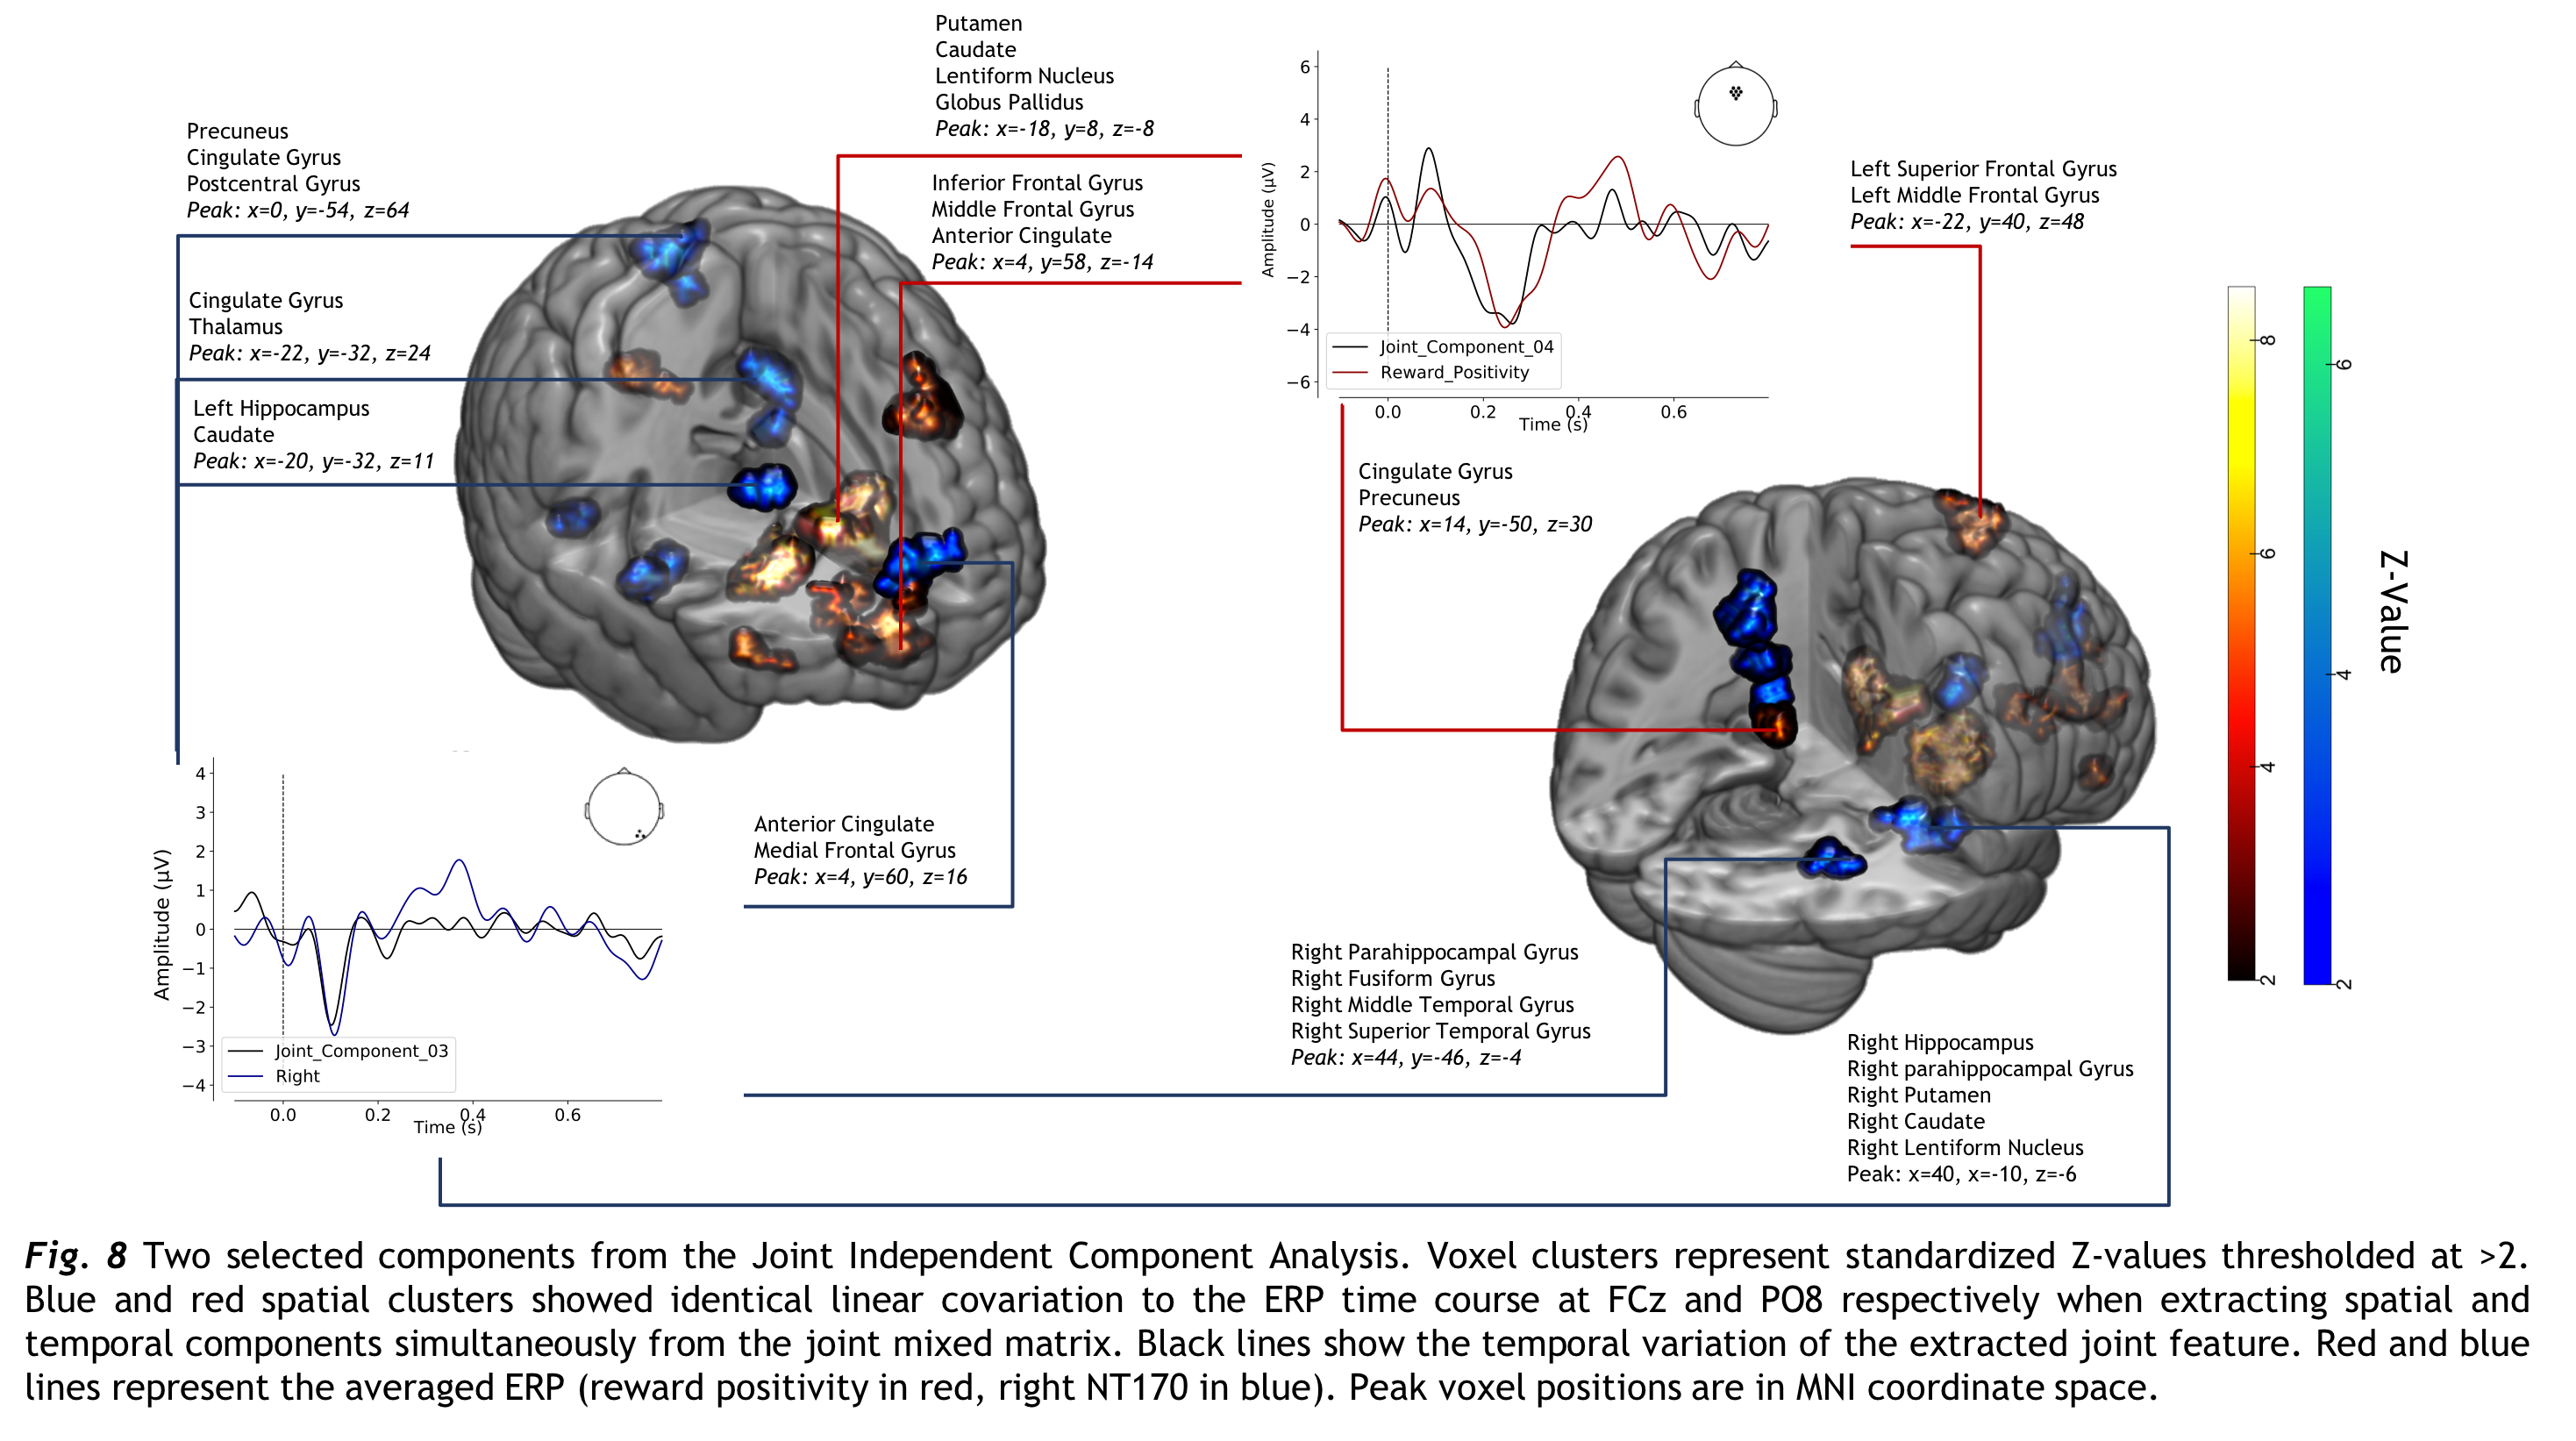 Putamen
Caudate
Lentiform Nucleus
Globus Pallidus
Peak: x=-18, y=8, z=-8
Precuneus
Cingulate Gyrus
Postcentral Gyrus
Peak: x=0, y=-54, z=64
Inferior Frontal Gyrus
Middle Frontal Gyrus
Anterior Cingulate
Peak: x=4, y=58, z=-14
Cingulate Gyrus
Thalamus
Peak: x=-22, y=-32, z=24
Left Hippocampus
Caudate
Peak: x=-20, y=-32, z=11
6
4
2
0
−2
−4
−6
Amplitude (μV)
Joint_Component_04
Reward_Positivity
0.0 0.2 0.4 0.6
Time (s)
Left Superior Frontal Gyrus
Left Middle Frontal Gyrus
Peak: x=-22, y=40, z=48
Cingulate Gyrus
Precuneus
Peak: x=14, y=-50, z=30
8
6
4
2
6
4
2
Z-Value
4
3
2
1
0
−1
−2
−3
−4
Amplitude (μV)
Joint_Component_03
Right
0.0 0.2 0.4 0.6
Time (s)
Anterior Cingulate
Medial Frontal Gyrus
Peak: x=4, y=60, z=16
Right Parahippocampal Gyrus
Right Fusiform Gyrus
Right Middle Temporal Gyrus
Right Superior Temporal Gyrus
Peak: x=44, y=-46, z=-4
Right Hippocampus
Right parahippocampal Gyrus
Right Putamen
Right Caudate
Right Lentiform Nucleus
Peak: x=40, x=-10, z=-6
Fig. 8 Two selected components from the Joint Independent Component Analysis. Voxel clusters represent standardized Z-values thresholded at >2.
Blue and red spatial clusters showed identical linear covariation to the ERP time course at FCz and PO8 respectively when extracting spatial and
temporal components simultaneously from the joint mixed matrix. Black lines show the temporal variation of the extracted joint feature. Red and blue
lines represent the averaged ERP (reward positivity in red, right NT170 in blue). Peak voxel positions are in MNI coordinate space.